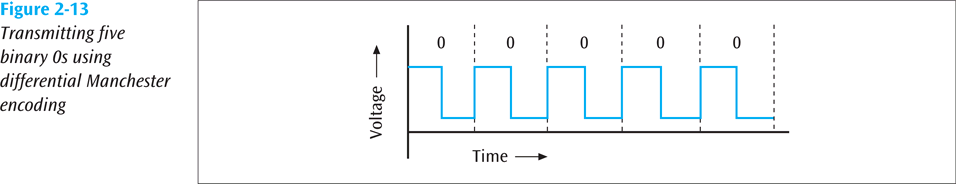 Figure 2-13
Transmitting five
binary 0s using
differential Manchester
encoding
0 0 0 0 0
Voltage
Time